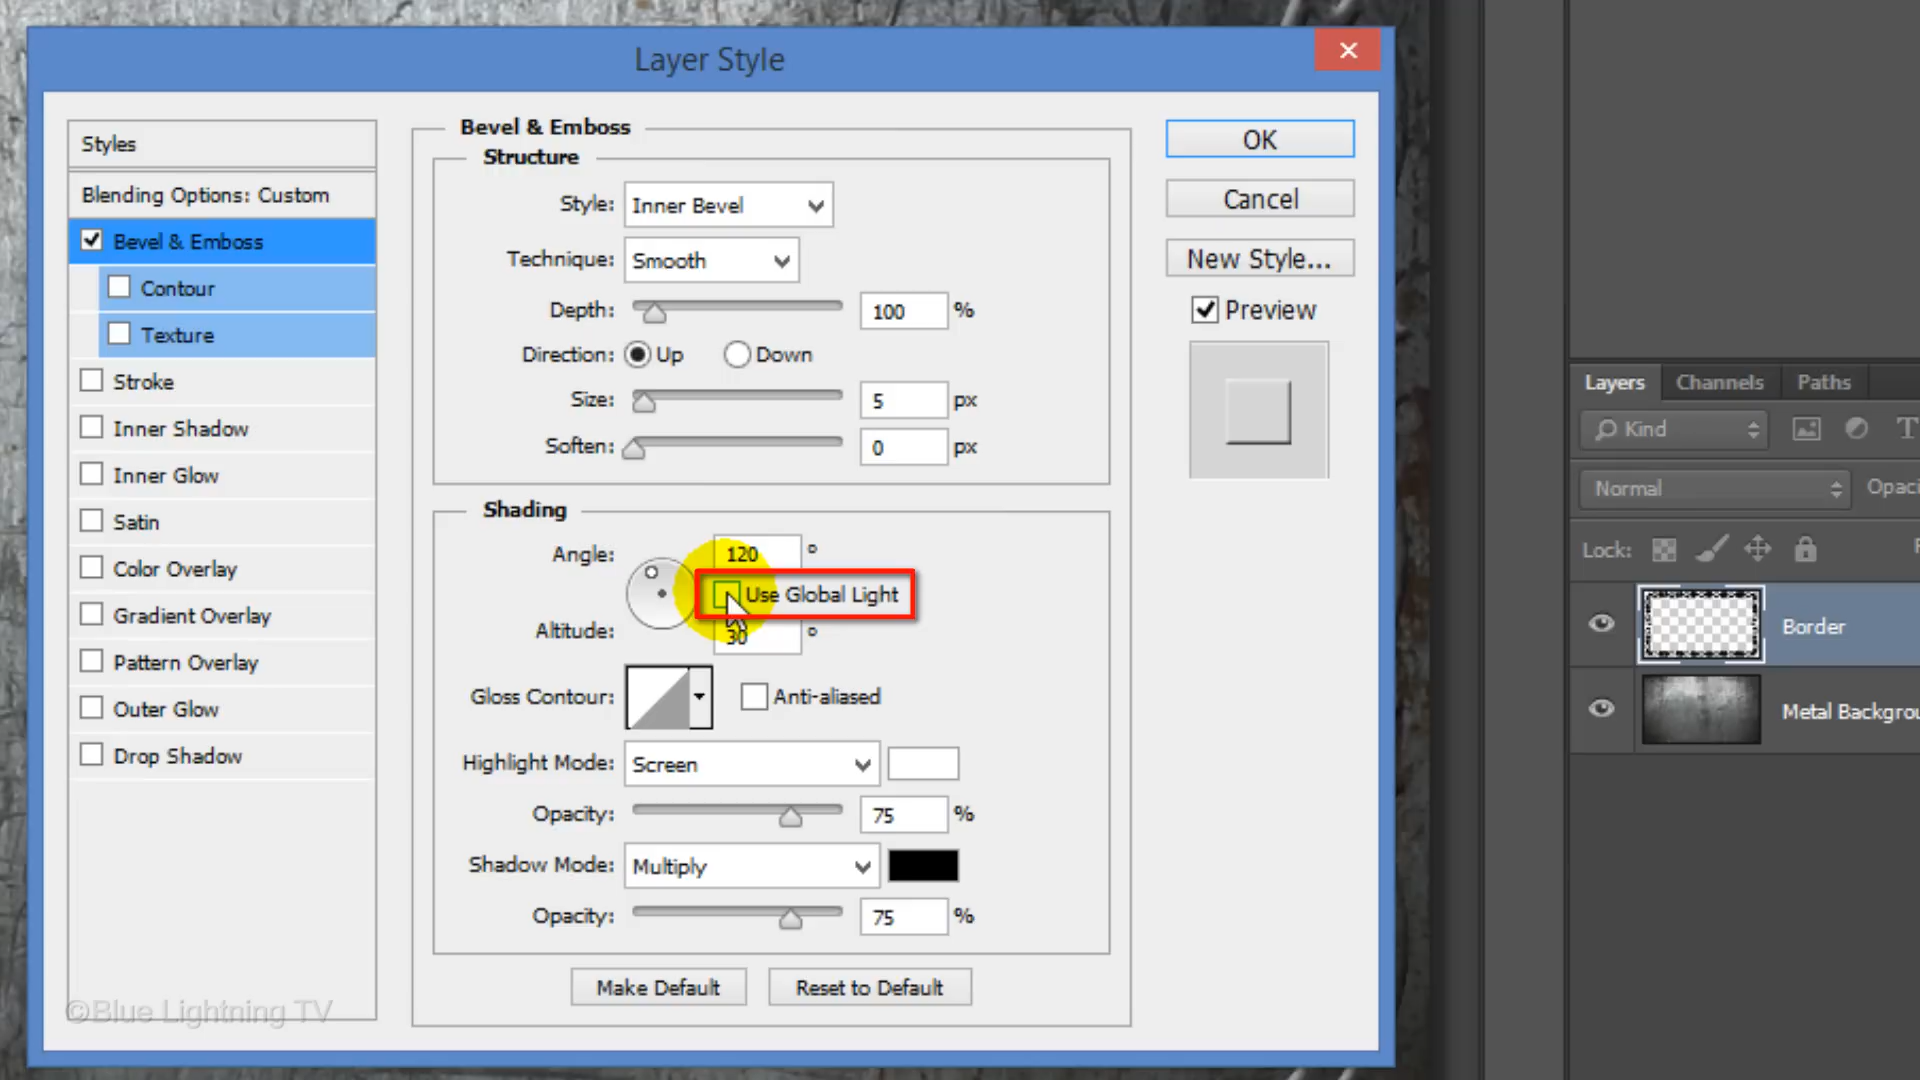 Layer Style
Styles
Blending Options: Custom
Bevel & Emboss
Contour
Texture
Stroke
Inner Shadow
Inner Glow
Satin
Color Overlay
Gradient Overlay
Pattern Overlay
Outer Glow
Drop Shadow
©Blue Lightning TV
Bevel & Emboss
Structure
Style: Inner Bevel
Technique: Smooth
Depth: 100 %
Direction: Up Down
Size: 5 px
Soften: 0 px
Shading
Angle: 120 °
Use Global Light
Altitude: 30 °
Gloss Contour: Anti-aliased
Highlight Mode: Screen
Opacity: 75 %
Shadow Mode: Multiply
Opacity: 75 %
Make Default Reset to Default
OK
Cancel
New Style...
Preview
Layers Channels Paths
Kind T
Normal
Lock:
Border
Metal